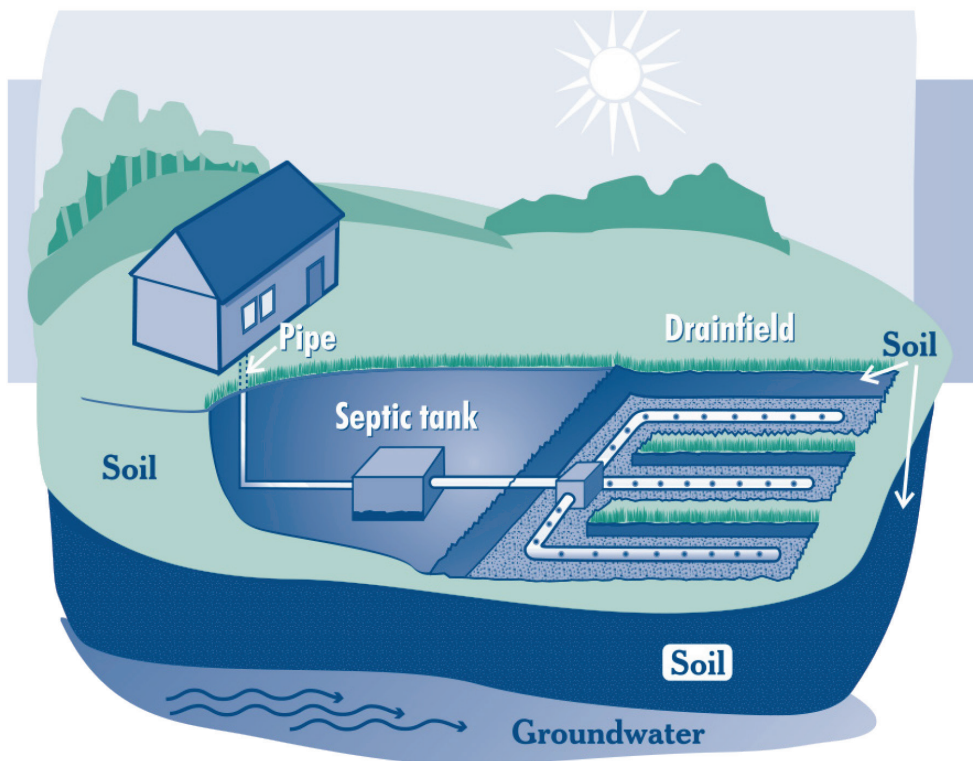 Pipe
Drainfield
Soil
Septic tank
Soil
Soil
Groundwater